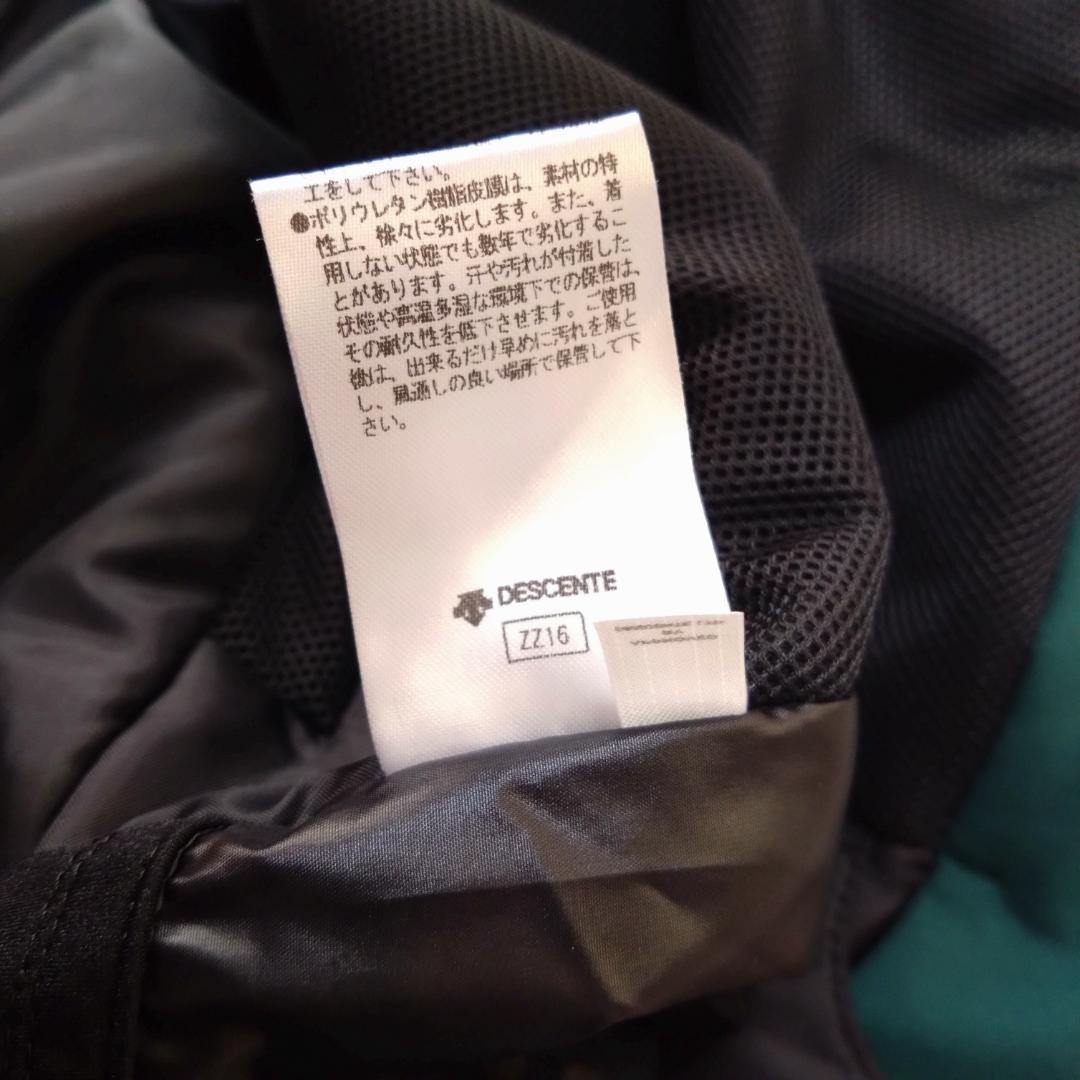 工をして下さい。
●ポリウレタン樹脂皮膜は、素材の特
性上、徐々に劣化します。また、着
用しない状態でも数年で劣化するこ
とがあります。汗や汚れが付着した
状態や高温多湿な環境下での保管は、
その耐久性を低下させます。ご使用
後は、出来るだけ早めに汚れを落と
し、風通しの良い場所で保管して下
さい。
DESCENTE
ZZ16